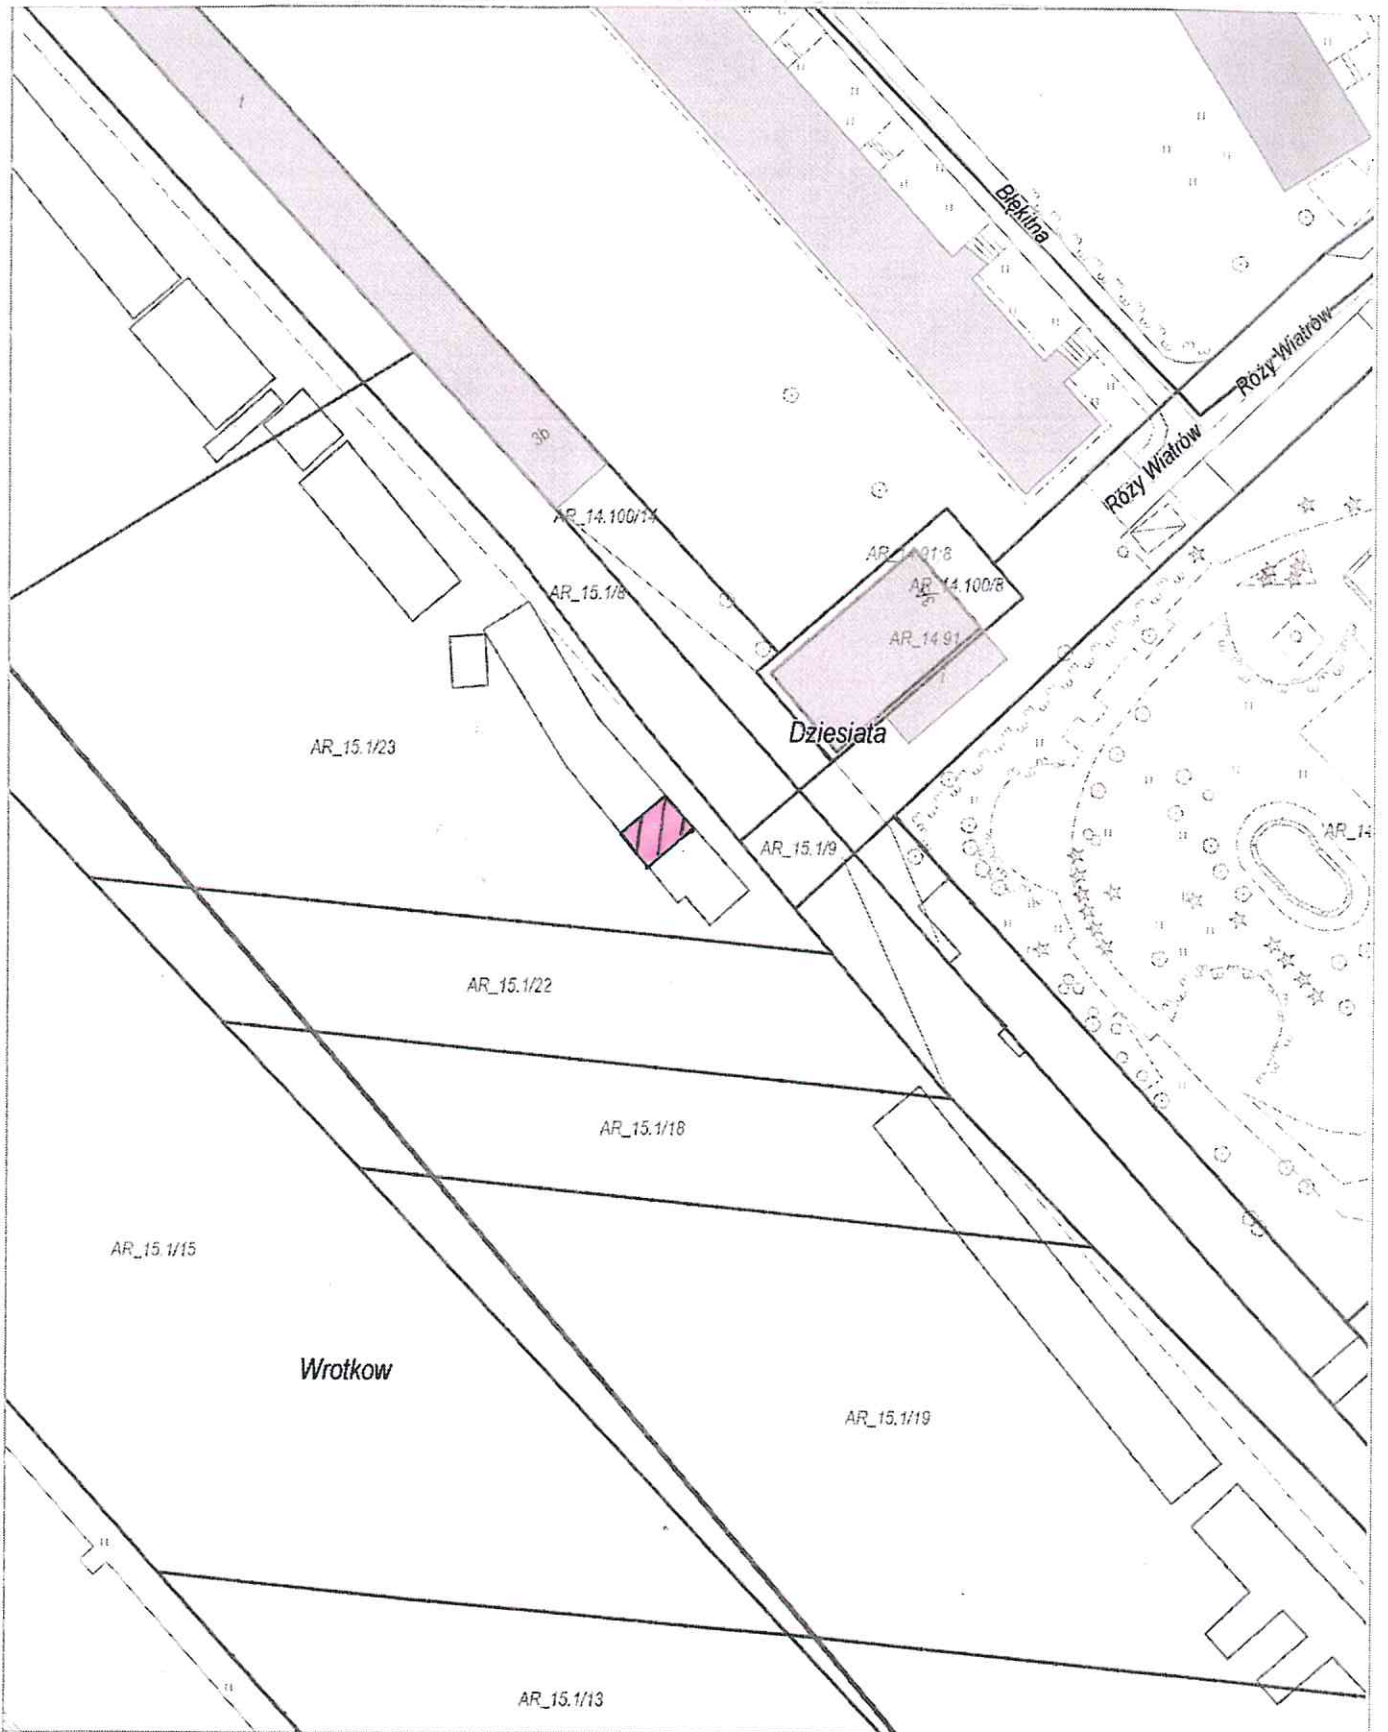 Błękitna
Róży Wiatrów
Róży Wiatrów
3b
AR_14.100/14
AR_14.100/8
AR_15.1/8
AR_14.91
Dziesiata
AR_15.1/23
AR_15.1/9
AR_14
AR_15.1/22
AR_15.1/18
AR_15.1/15
Wrotkow
AR_15.1/19
AR_15.1/13